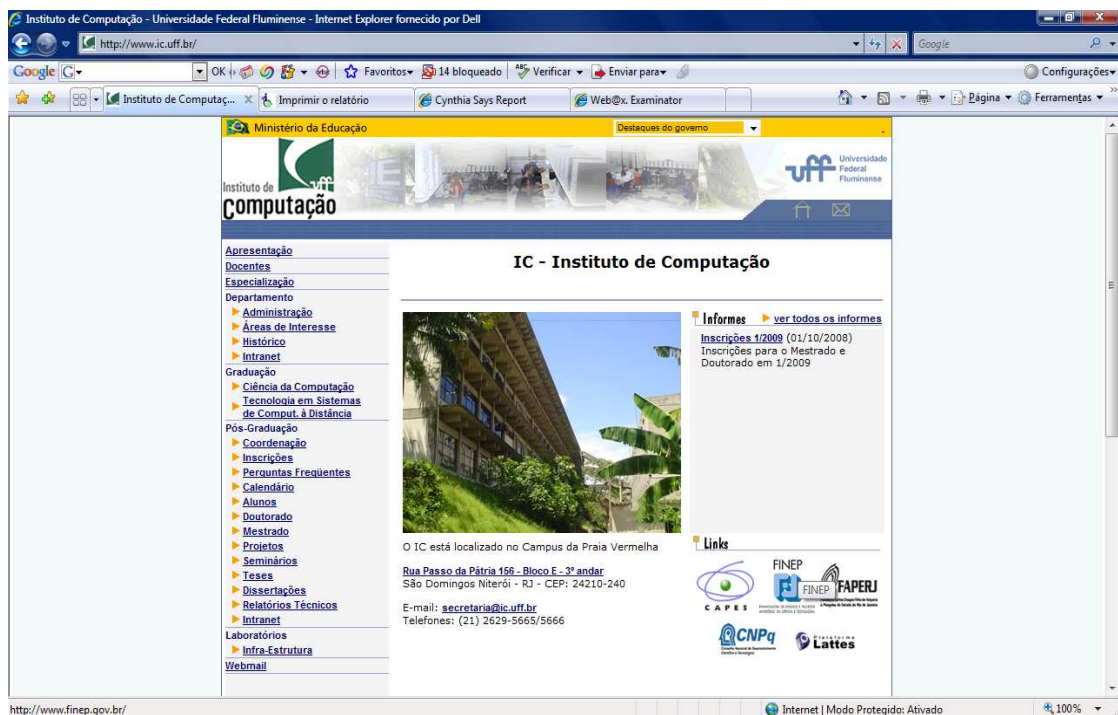 Instituto de Computação - Universidade Federal Fluminense - Internet Explorer fornecido por Dell
http://www.ic.uff.br/
Google
Google G OK 14 bloqueado Favoritos Verificar Enviar para Configurações
Instituto de Computaç... X Imprimir o relatório Cynthia Says Report Web@x. Examinator Página Ferramentas
Ministério da Educação
Destaques do governo
Instituto de
Computação
uff
uff
Universidade
Federal
Fluminense
Apresentação
Docentes
Especialização
Departamento
Administração
Áreas de Interesse
Histórico
Intranet
Graduação
Ciência da Computação
Tecnologia em Sistemas
de Comput. à Distância
Pós-Graduação
Coordenação
Inscrições
Perguntas Freqüentes
Calendário
Alunos
Doutorado
Mestrado
Projetos
Seminários
Teses
Dissertações
Relatórios Técnicos
Intranet
Laboratórios
Infra-Estrutura
Webmail
IC - Instituto de Computação
O IC está localizado no Campus da Praia Vermelha
Rua Passo da Pátria 156 - Bloco E - 3º andar
São Domingos Niterói - RJ - CEP: 24210-240
E-mail: secretaria@ic.uff.br
Telefones: (21) 2629-5665/5666
Informes ver todos os informes
Inscrições 1/2009 (01/10/2008)
Inscrições para o Mestrado e
Doutorado em 1/2009
Links
CAPES
FINEP
FINEP
FAPERJ
CNPq
Plataforma
Lattes
http://www.finep.gov.br/
Internet | Modo Protegido: Ativado
100%